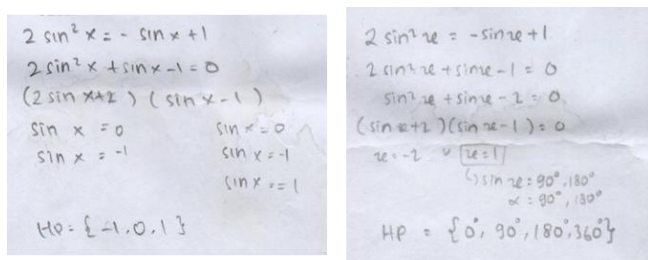 2 sin² x = - sin x + 1
2 sin² x + sin x - 1 = 0
(2 sin x+2) (sin x - 1)
sin x = 0 sin x = 0
sin x = -1 sin x = -1
sin x = 1
HP = { -1, 0, 1 }
2 sin² x = - sin x + 1
2 sin² x + sin x - 1 = 0
sin² x + sin x - 2 = 0
(sin x + 2)(sin x - 1) = 0
x = -2 v x = 1
↳ sin x = 90°, 180°
α = 90°, 180°
HP = {0°, 90°, 180°, 360°}